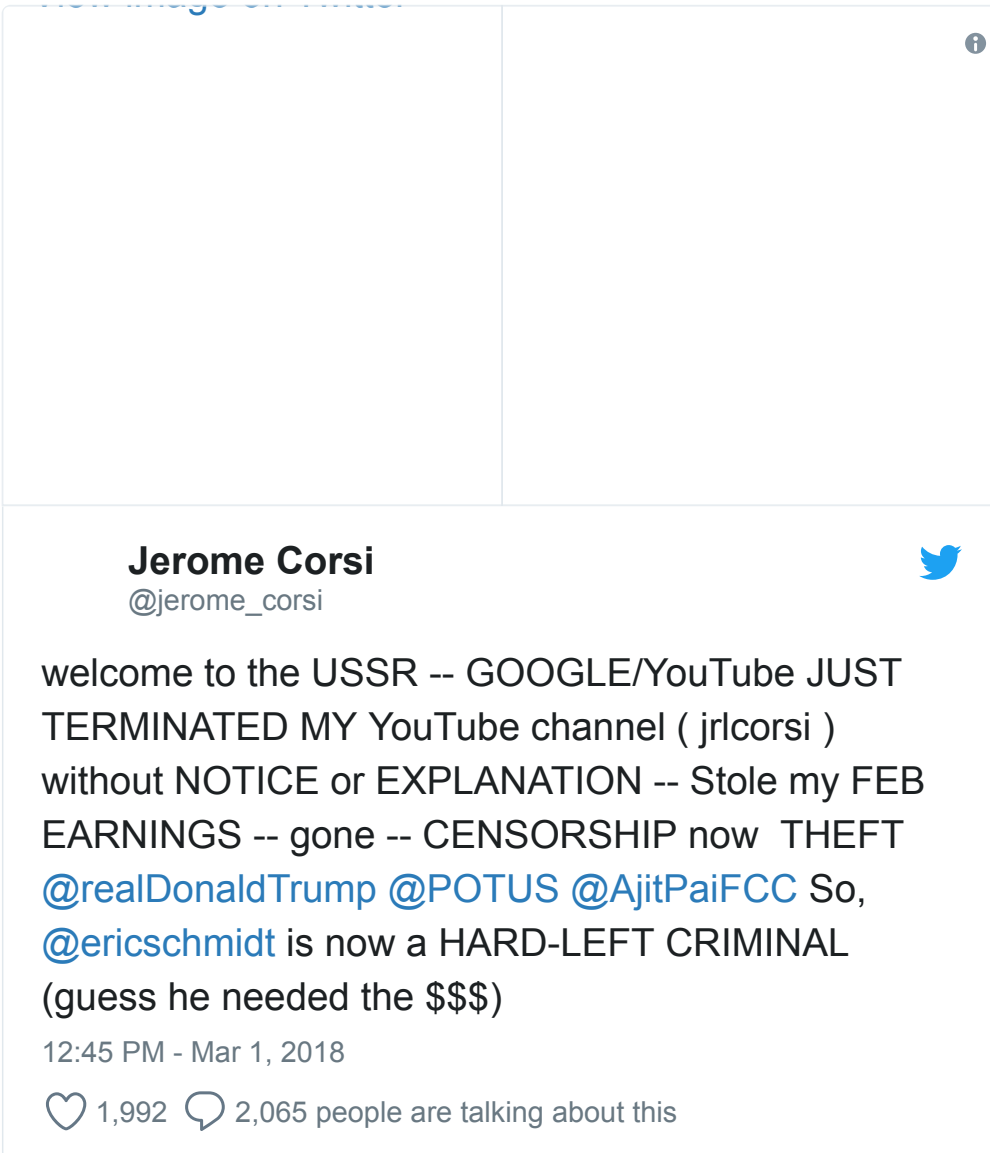 Jerome Corsi
@jerome_corsi
welcome to the USSR -- GOOGLE/YouTube JUST
TERMINATED MY YouTube channel ( jrlcorsi )
without NOTICE or EXPLANATION -- Stole my FEB
EARNINGS -- gone -- CENSORSHIP now  THEFT
@realDonaldTrump @POTUS @AjitPaiFCC So,
@ericschmidt is now a HARD-LEFT CRIMINAL
(guess he needed the $$$)
12:45 PM - Mar 1, 2018
1,992 2,065 people are talking about this